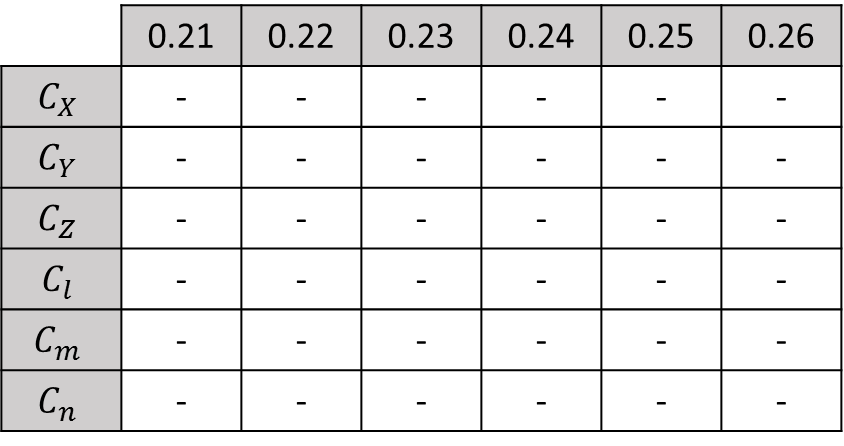 0.21 0.22 0.23 0.24 0.25 0.26
C_X - - - - - -
C_Y - - - - - -
C_Z - - - - - -
C_l - - - - - -
C_m - - - - - -
C_n - - - - - -